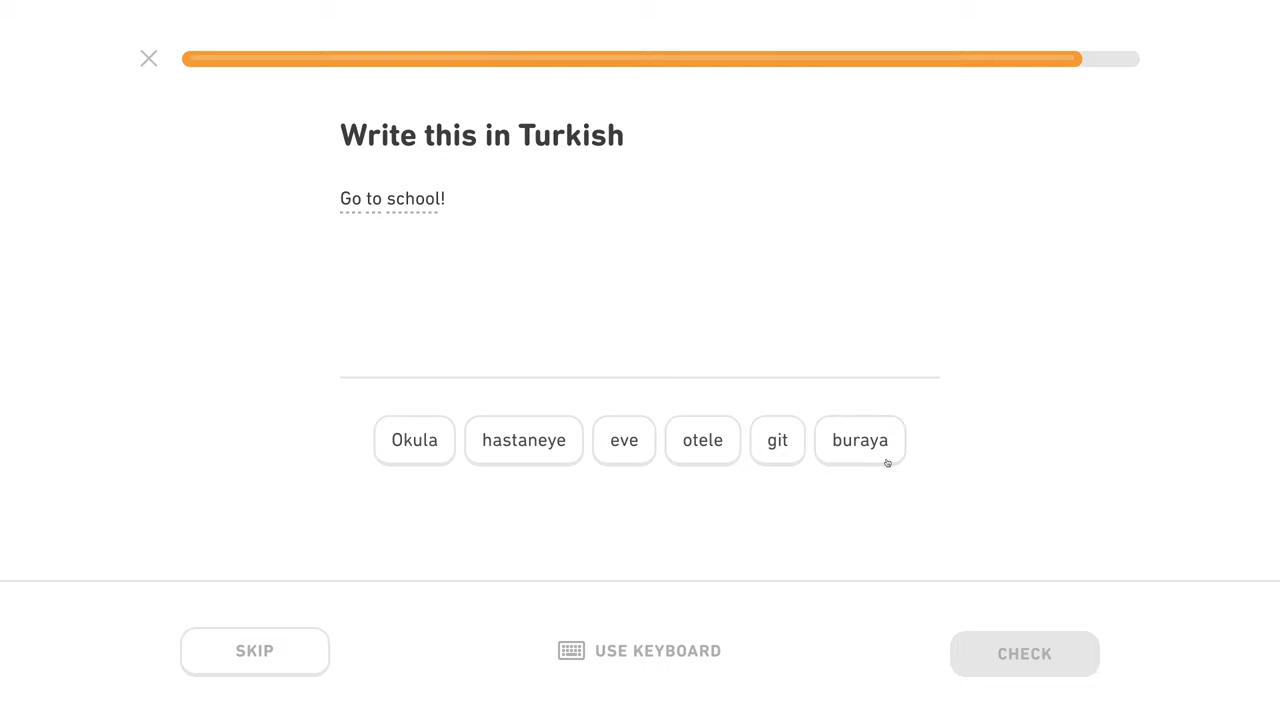 Write this in Turkish
Go to school!
Okula hastaneye eve otele git buraya
SKIP USE KEYBOARD CHECK